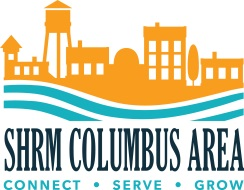 SHRM COLUMBUS AREA
CONNECT • SERVE • GROW